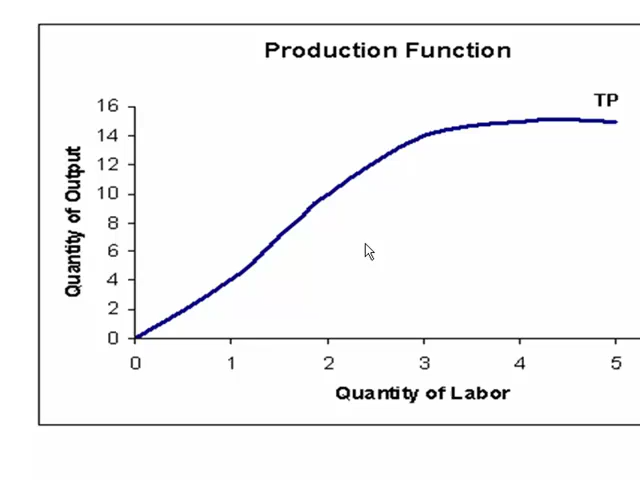 Production Function
TP
16
14
12
10
8
6
4
2
0
Quantity of Output
0 1 2 3 4 5
Quantity of Labor